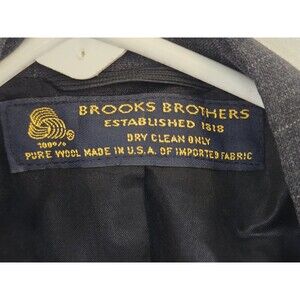 BROOKS BROTHERS
ESTABLISHED 1818
DRY CLEAN ONLY
100%
PURE WOOL MADE IN U.S.A. OF IMPORTED FABRIC
®